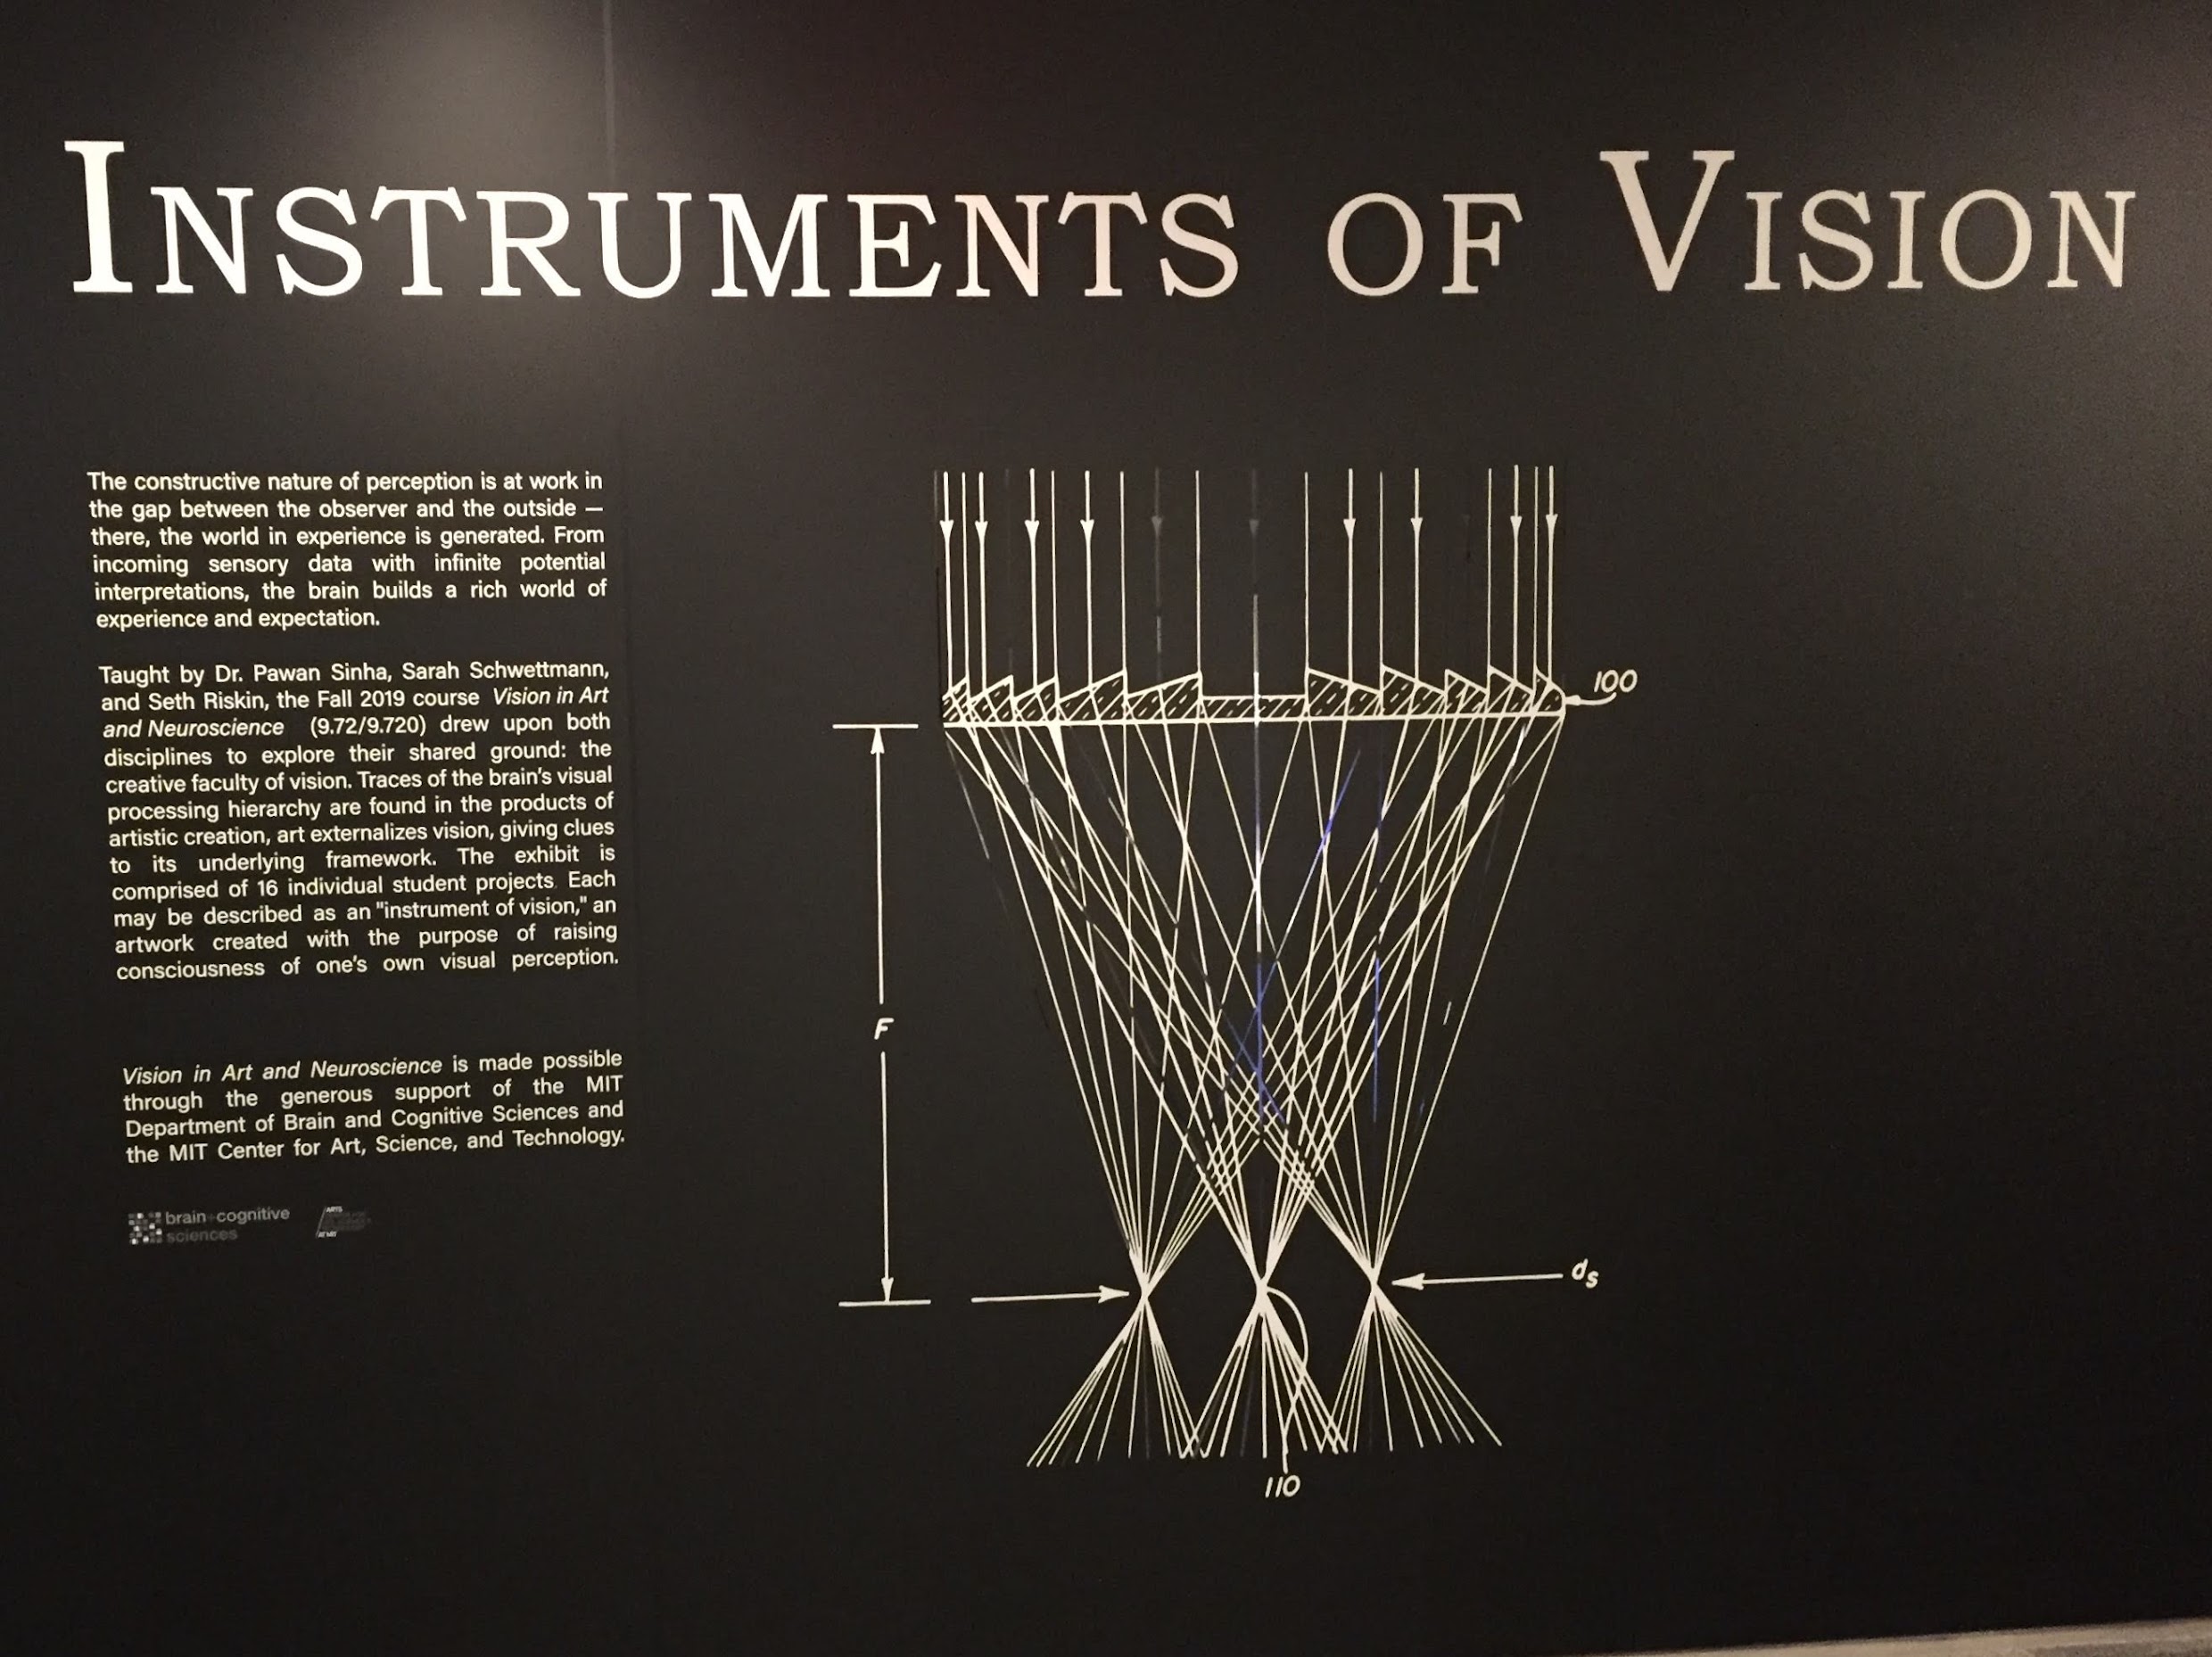 INSTRUMENTS OF VISION
The constructive nature of perception is at work in
the gap between the observer and the outside —
there, the world in experience is generated. From
incoming sensory data with infinite potential
interpretations, the brain builds a rich world of
experience and expectation.
Taught by Dr. Pawan Sinha, Sarah Schwettmann,
and Seth Riskin, the Fall 2019 course Vision in Art
and Neuroscience (9.72/9.720) drew upon both
disciplines to explore their shared ground: the
creative faculty of vision. Traces of the brain's visual
processing hierarchy are found in the products of
artistic creation, art externalizes vision, giving clues
to its underlying framework. The exhibit is
comprised of 16 individual student projects. Each
may be described as an "instrument of vision," an
artwork created with the purpose of raising
consciousness of one's own visual perception.
Vision in Art and Neuroscience is made possible
through the generous support of the MIT
Department of Brain and Cognitive Sciences and
the MIT Center for Art, Science, and Technology.
brain+cognitive
sciences
ARTS
AT MIT
100
F
ds
110